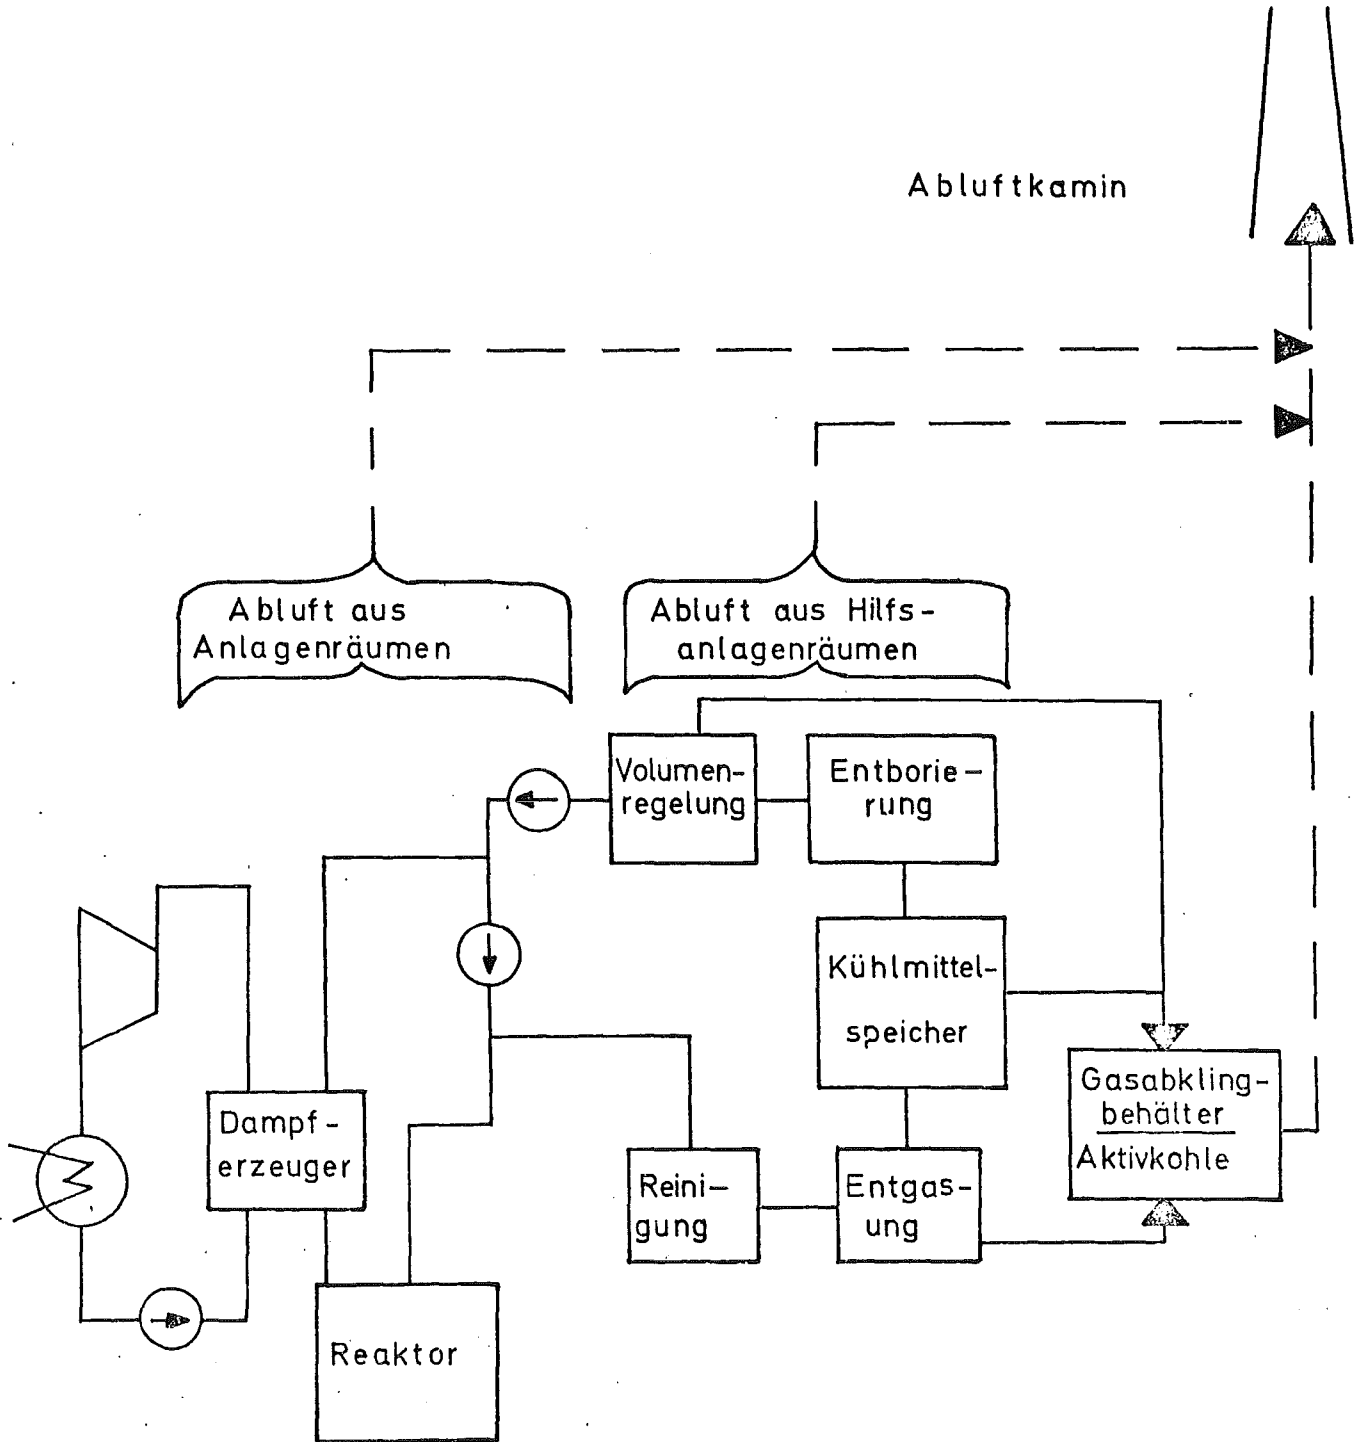 Abluftkamin
Abluft aus
Anlagenräumen
Abluft aus Hilfs-
anlagenräumen
Volumen-
regelung
Entborie-
rung
Kühlmittel-
speicher
Gasabkling-
behälter
Aktivkohle
Dampf-
erzeuger
Reini-
gung
Entgas-
ung
Reaktor